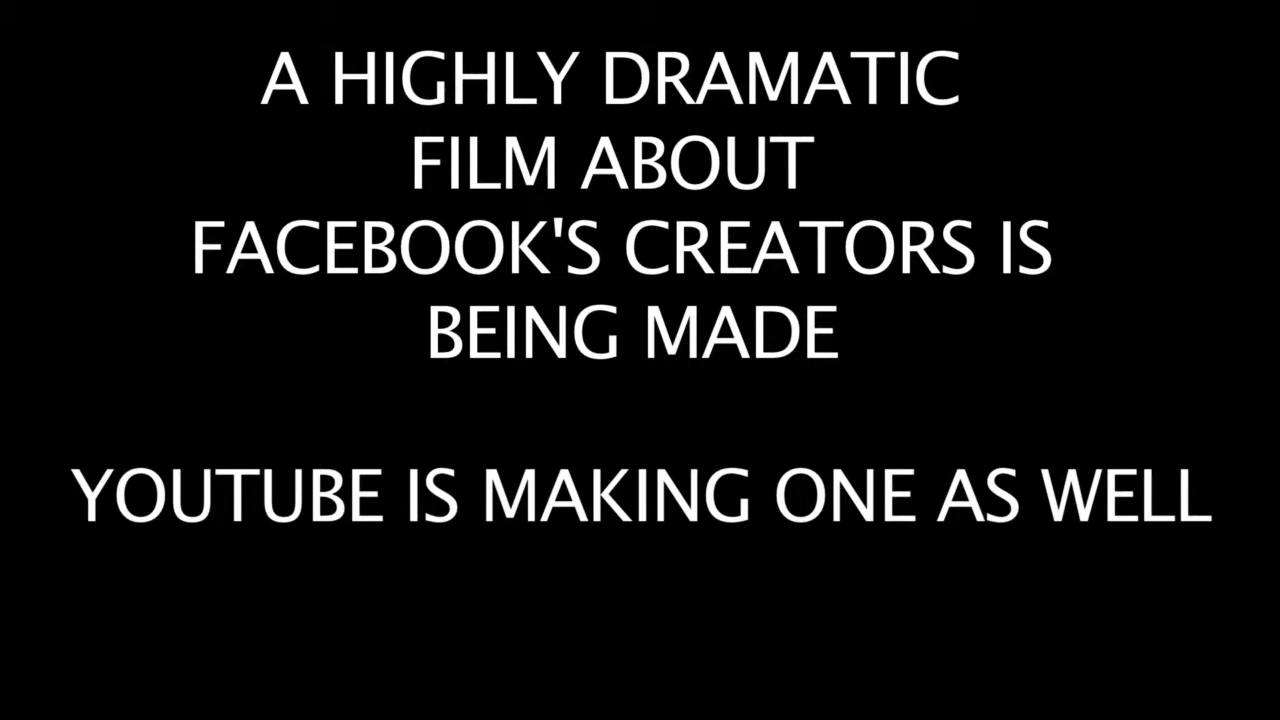 A HIGHLY DRAMATIC
FILM ABOUT
FACEBOOK'S CREATORS IS
BEING MADE
YOUTUBE IS MAKING ONE AS WELL